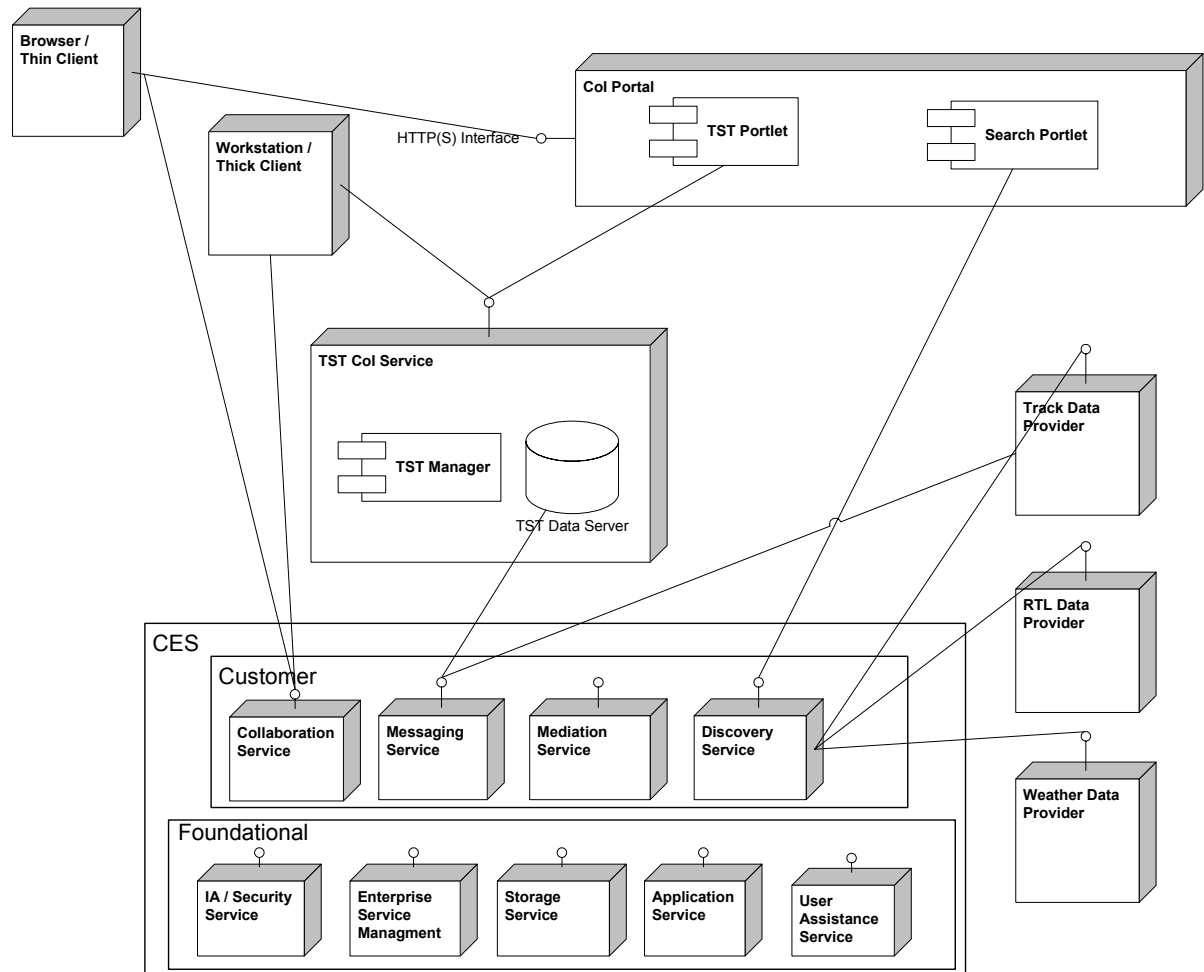 Browser /
Thin Client
CoI Portal
TST Portlet
Search Portlet
HTTP(S) Interface
Workstation /
Thick Client
TST CoI Service
TST Manager
TST Data Server
Track Data
Provider
RTL Data
Provider
Weather Data
Provider
CES
Customer
Collaboration
Service
Messaging
Service
Mediation
Service
Discovery
Service
Foundational
IA / Security
Service
Enterprise
Service
Managment
Storage
Service
Application
Service
User
Assistance
Service